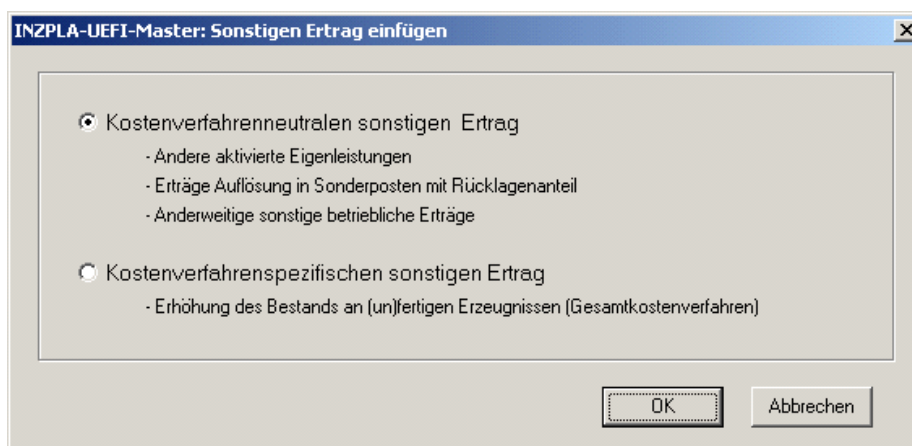 INZPLA-UEFI-Master: Sonstigen Ertrag einfügen
Kostenverfahrenneutralen sonstigen Ertrag
- Andere aktivierte Eigenleistungen
- Erträge Auflösung in Sonderposten mit Rücklagenanteil
- Anderweitige sonstige betriebliche Erträge
Kostenverfahrenspezifischen sonstigen Ertrag
- Erhöhung des Bestands an (un)fertigen Erzeugnissen (Gesamtkostenverfahren)
OK Abbrechen